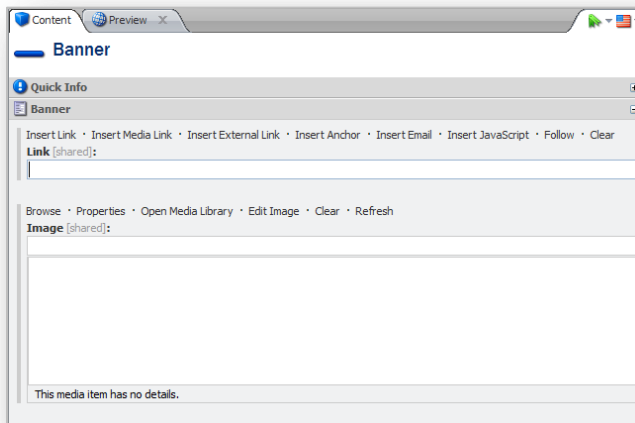 Content Preview X
Banner
Quick Info
Banner
Insert Link · Insert Media Link · Insert External Link · Insert Anchor · Insert Email · Insert JavaScript · Follow · Clear
Link [shared]:
Browse · Properties · Open Media Library · Edit Image · Clear · Refresh
Image [shared]:
This media item has no details.